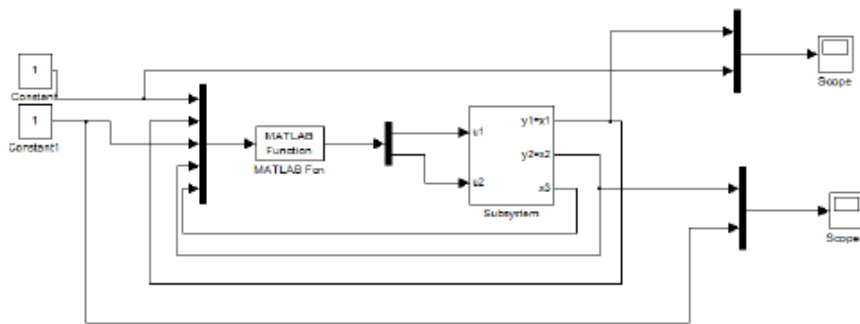 1
Constant
1
Constant1
MATLAB
Function
MATLAB Fcn
u1
u2
y1=x1
y2=x2
x3
Subsystem
Scope
Scope